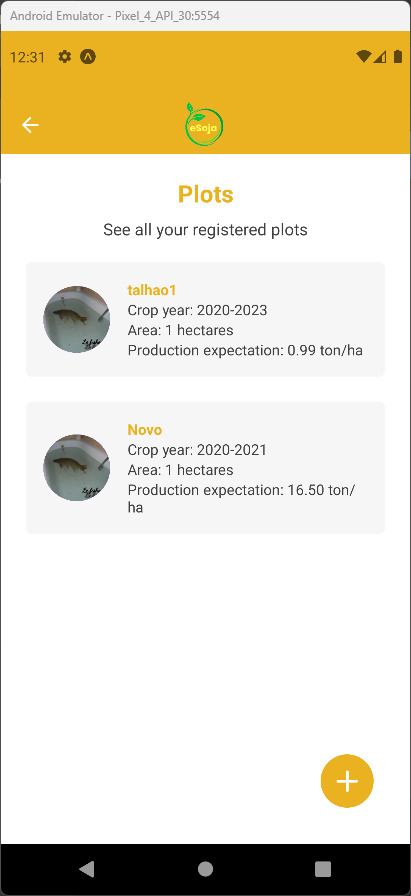 Android Emulator - Pixel_4_API_30:5554
12:31
eSoja
Plots
See all your registered plots
talhao1
Crop year: 2020-2023
Area: 1 hectares
Production expectation: 0.99 ton/ha
Novo
Crop year: 2020-2021
Area: 1 hectares
Production expectation: 16.50 ton/
ha